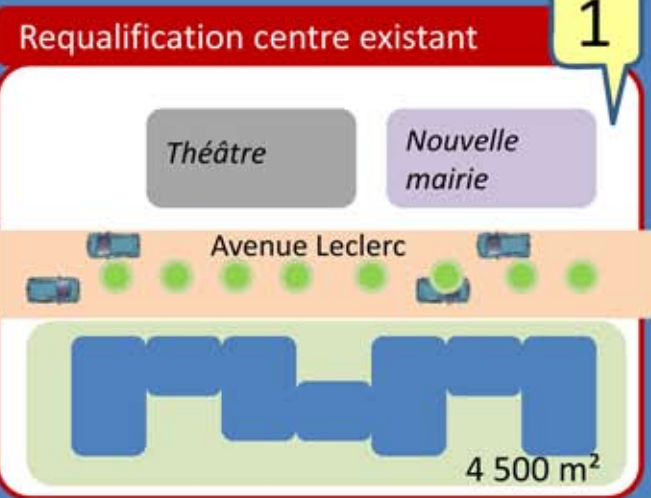 Requalification centre existant
1
Théâtre
Nouvelle
mairie
Avenue Leclerc
4 500 m²